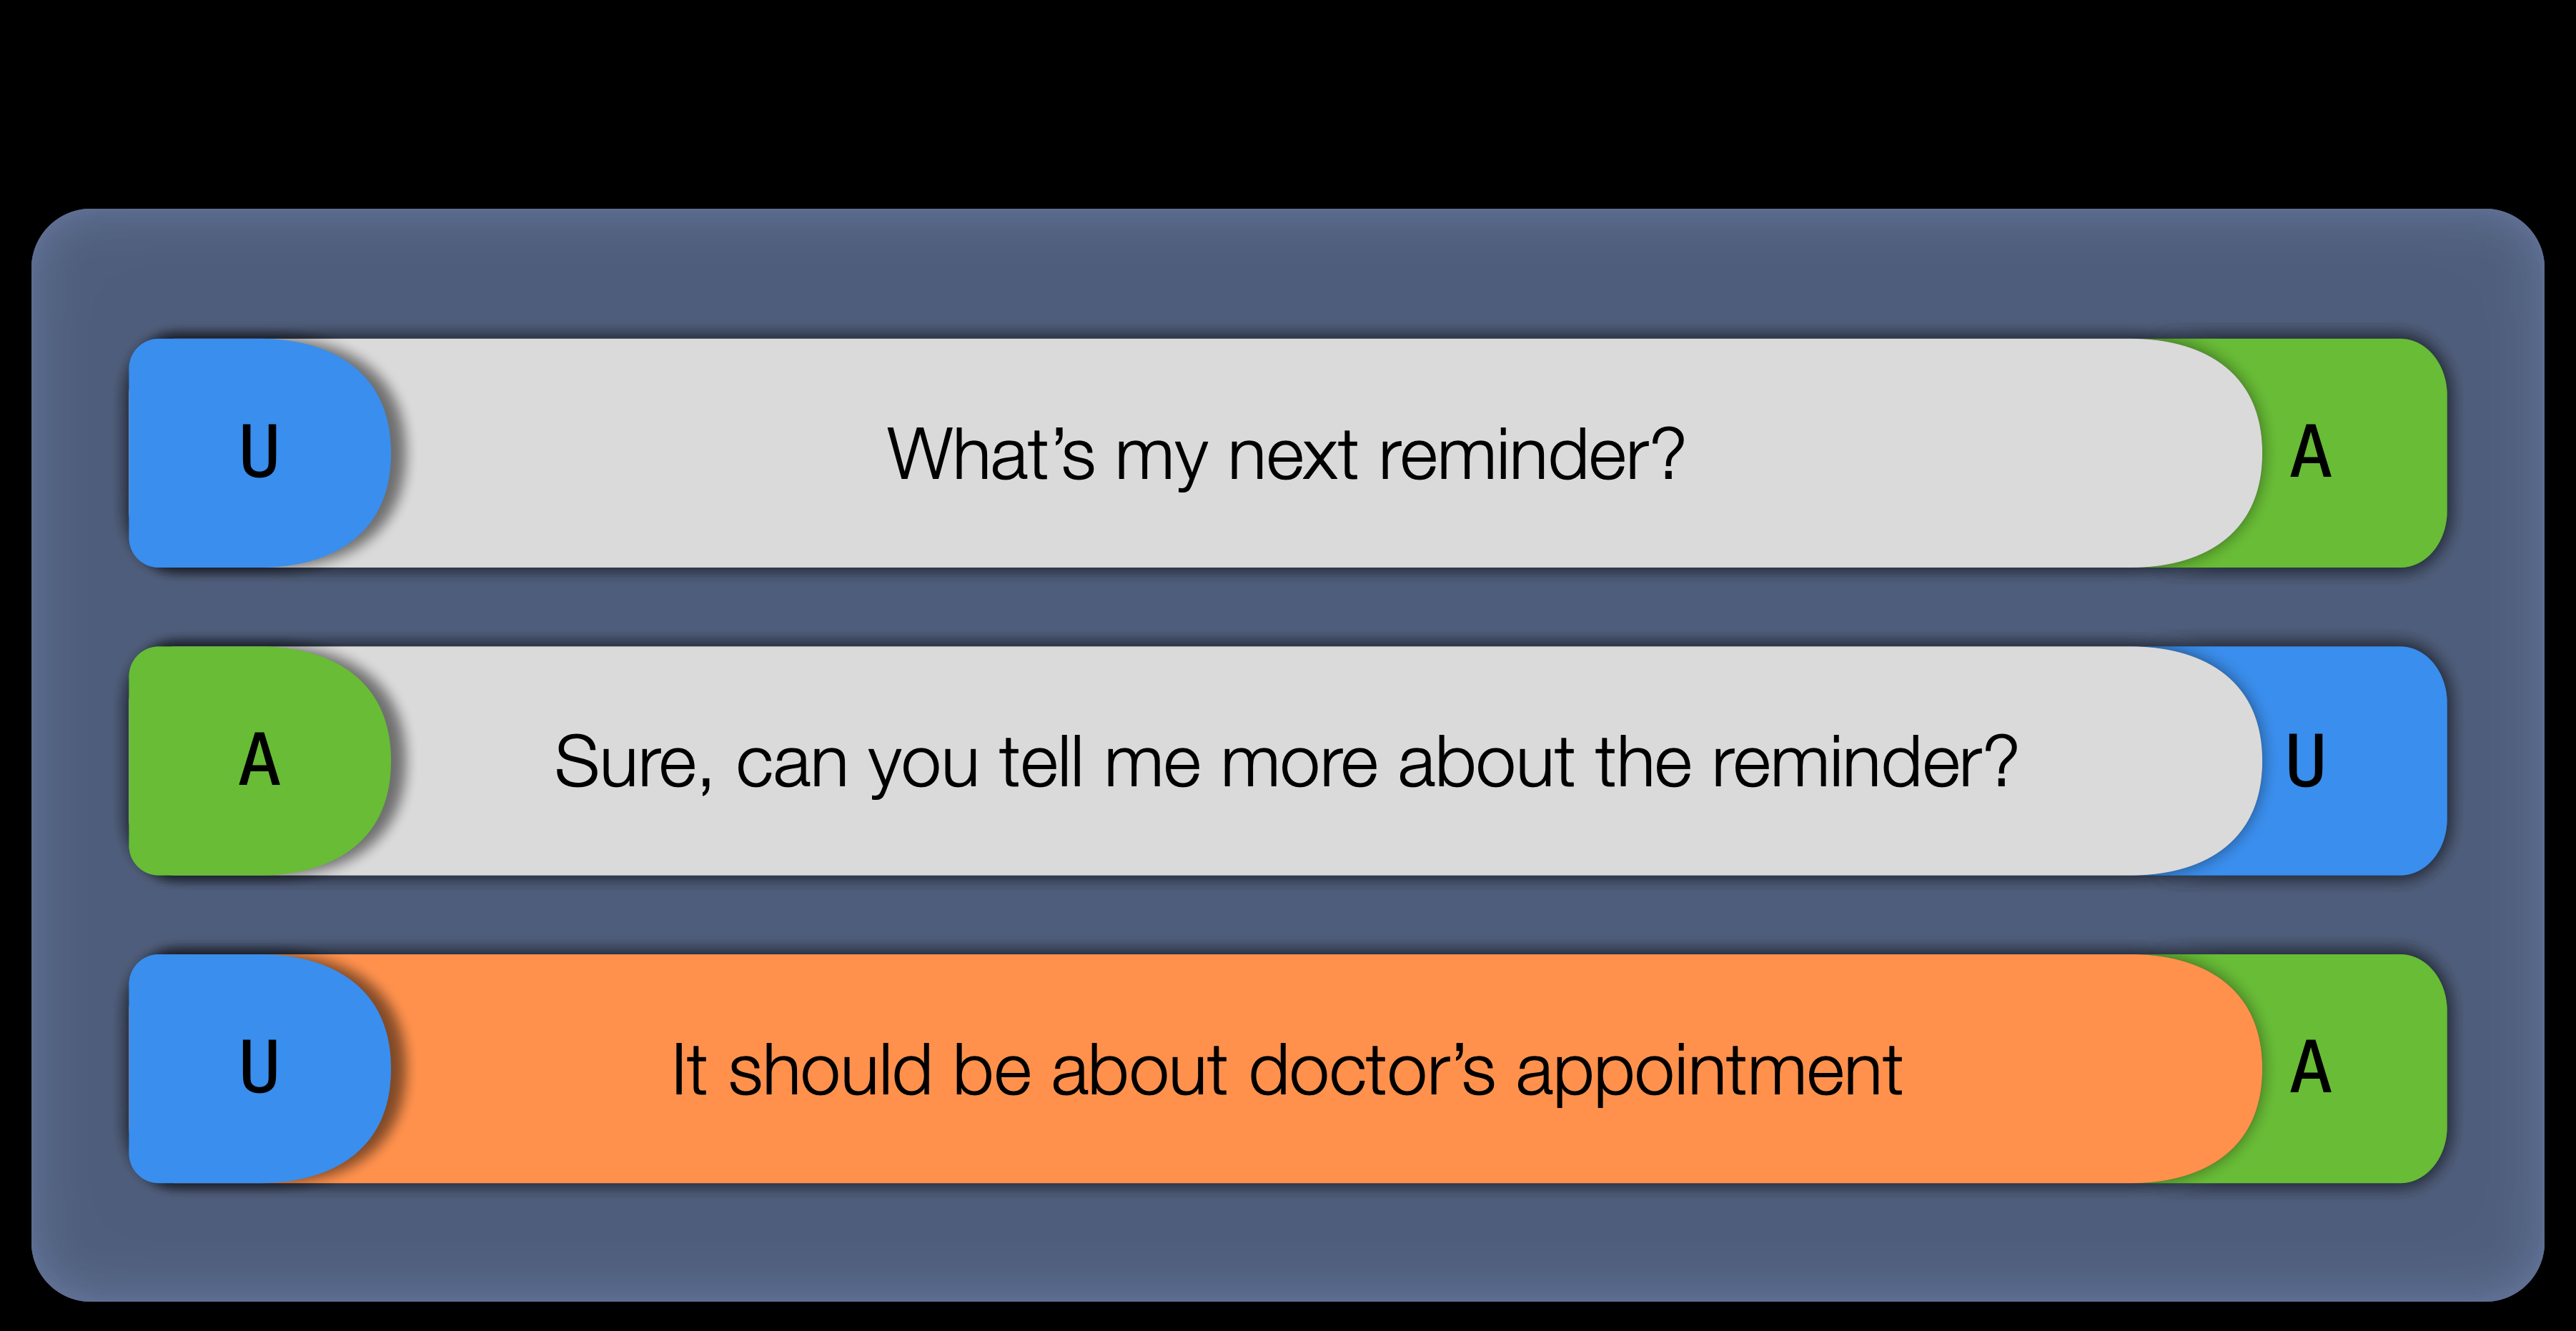 U What’s my next reminder? A
A Sure, can you tell me more about the reminder? U
U It should be about doctor’s appointment A